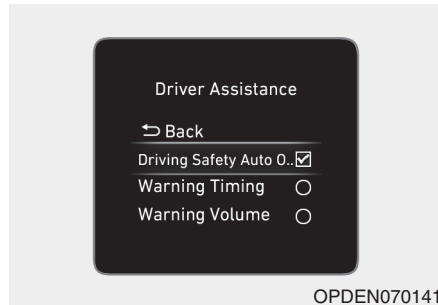 Driver Assistance
Back
Driving Safety Auto O..
Warning Timing
Warning Volume
OPDEN070141